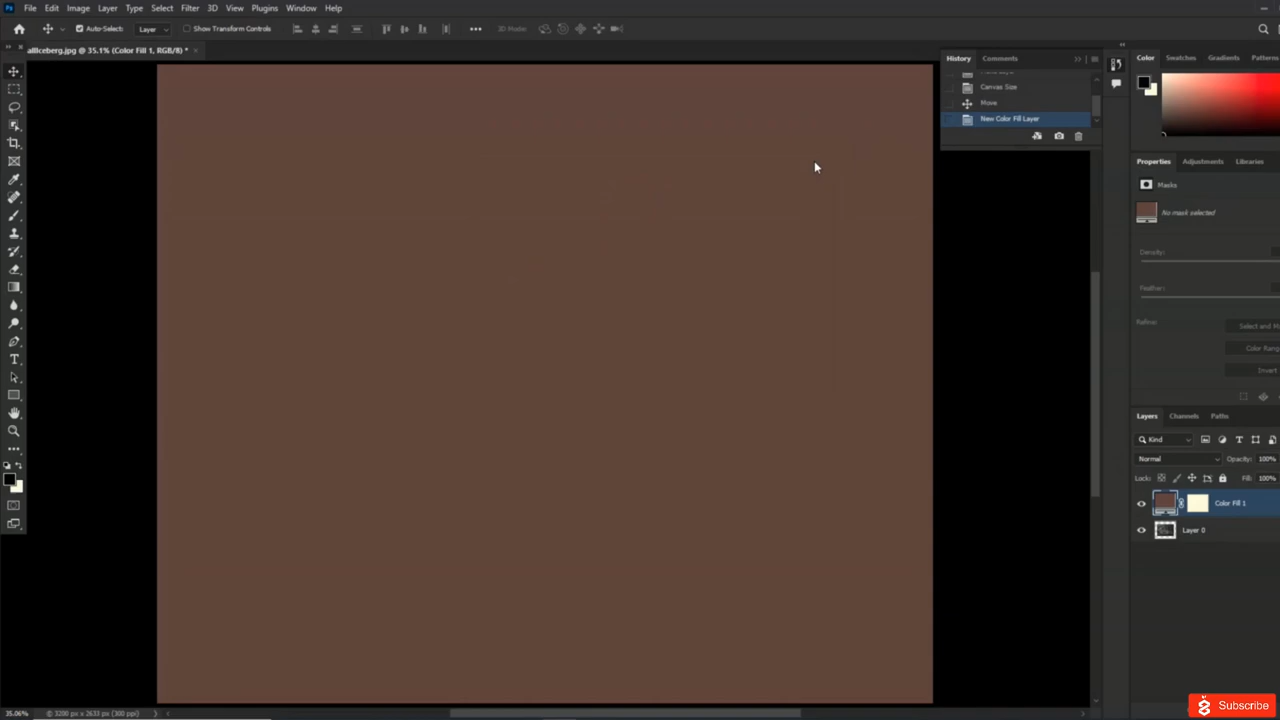 Ps File Edit Image Layer Type Select Filter 3D View Plugins Window Help
Auto-Select: Layer Show Transform Controls 3D Mode:
allIceberg.jpg @ 35.1% (Color Fill 1, RGB/8) *
History Comments
Canvas Size
Move
New Color Fill Layer
Color Swatches Gradients Patterns
Properties Adjustments Libraries
Masks
No mask selected
Density:
Feather:
Refine:
Select and M
Color Rang
Invert
Layers Channels Paths
Kind
Normal Opacity: 100%
Lock: Fill: 100%
Color Fill 1
Layer 0
35.06% © 3200 px x 2633 px (300 ppi)
Subscribe